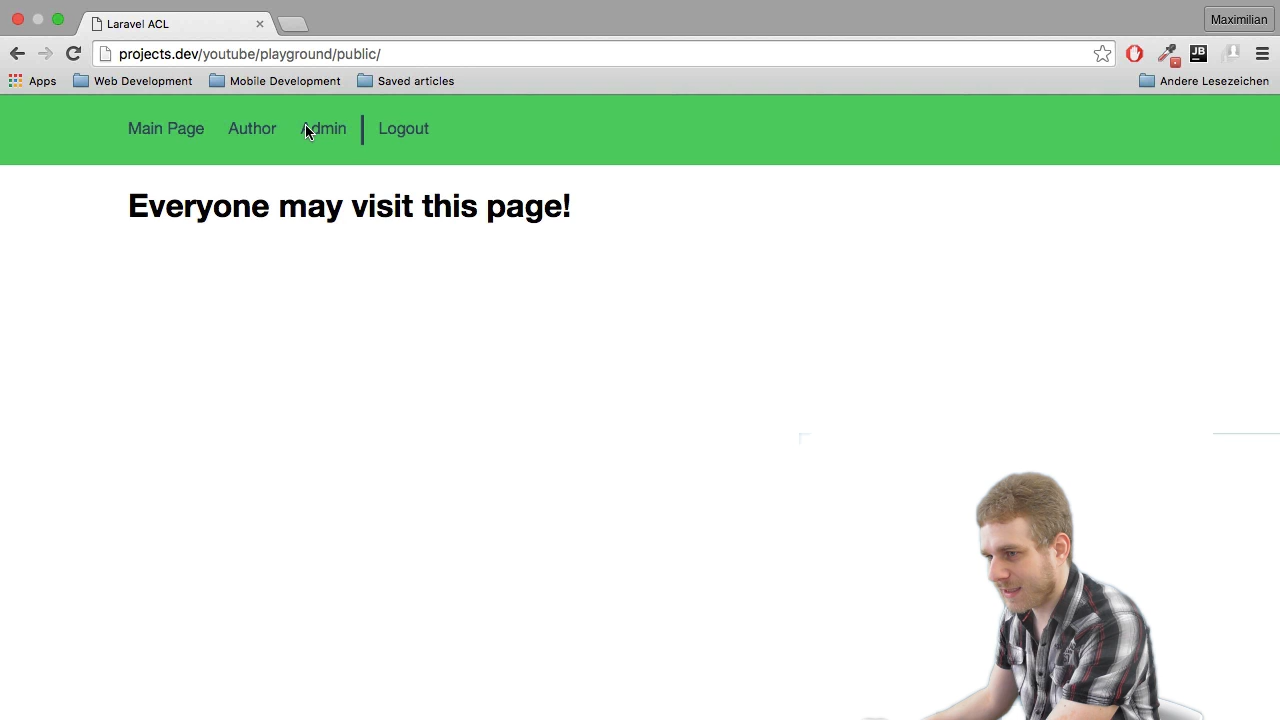 Laravel ACL
Maximilian
projects.dev/youtube/playground/public/
JB
Apps Web Development Mobile Development Saved articles Andere Lesezeichen
Main Page Author Admin Logout
Everyone may visit this page!